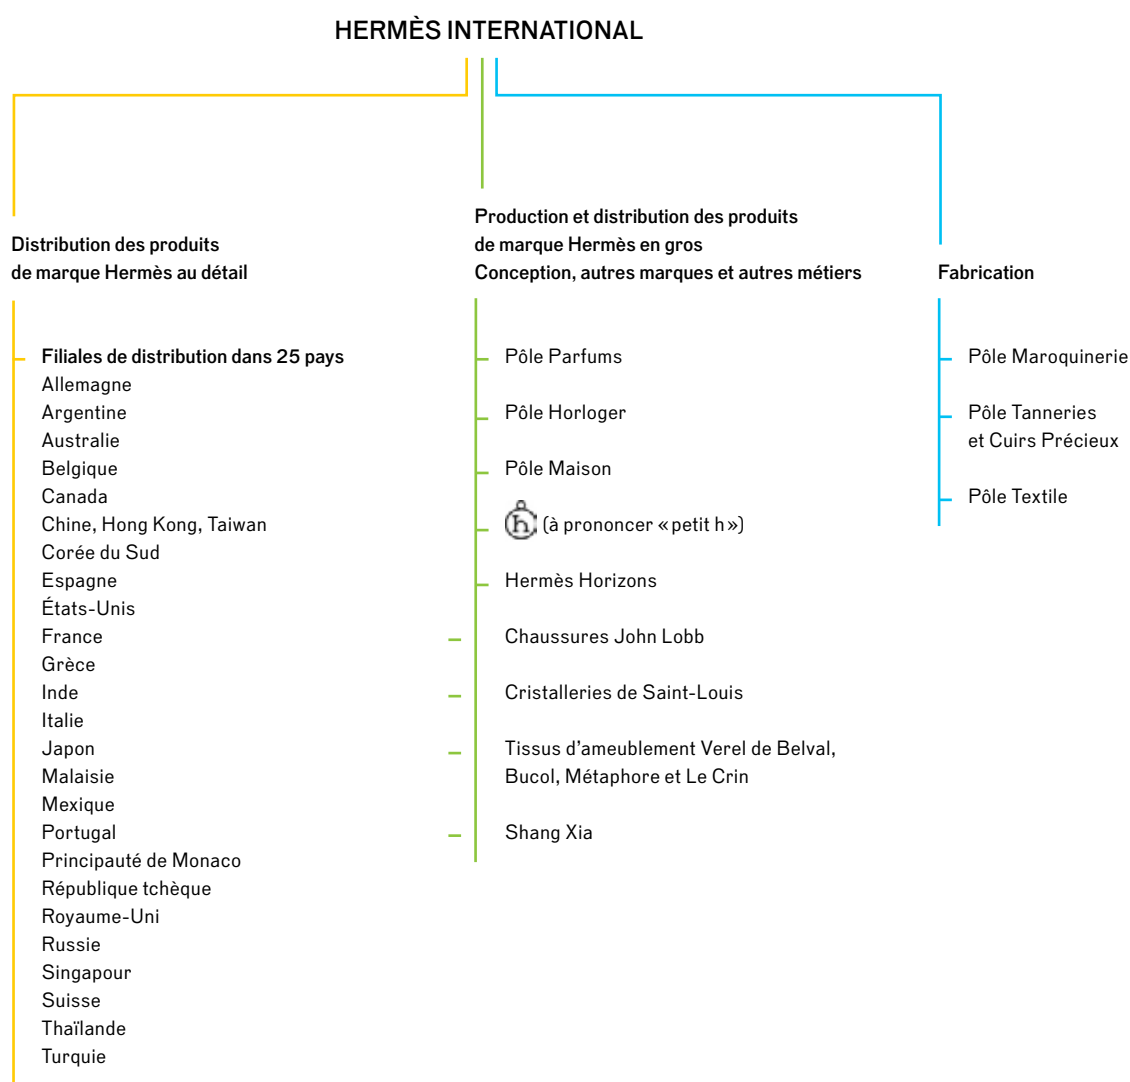 HERMÈS INTERNATIONAL
Distribution des produits
de marque Hermès au détail
Filiales de distribution dans 25 pays
Allemagne
Argentine
Australie
Belgique
Canada
Chine, Hong Kong, Taiwan
Corée du Sud
Espagne
États-Unis
France
Grèce
Inde
Italie
Japon
Malaisie
Mexique
Portugal
Principauté de Monaco
République tchèque
Royaume-Uni
Russie
Singapour
Suisse
Thaïlande
Turquie
Production et distribution des produits
de marque Hermès en gros
Conception, autres marques et autres métiers
Pôle Parfums
Pôle Horloger
Pôle Maison
h (à prononcer «petit h»)
Hermès Horizons
Chaussures John Lobb
Cristalleries de Saint-Louis
Tissus d’ameublement Verel de Belval,
Bucol, Métaphore et Le Crin
Shang Xia
Fabrication
Pôle Maroquinerie
Pôle Tanneries
et Cuirs Précieux
Pôle Textile